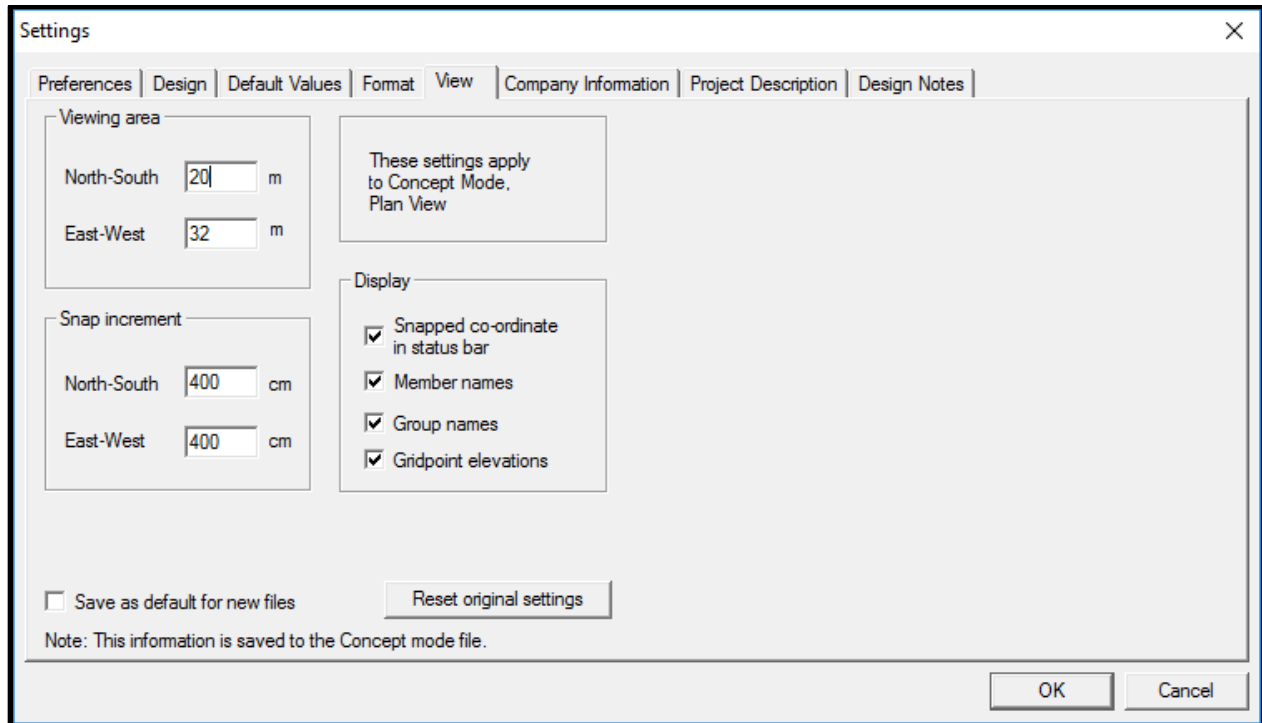 Settings
Preferences Design Default Values Format View Company Information Project Description Design Notes
Viewing area
North-South 20 m
East-West 32 m
These settings apply
to Concept Mode,
Plan View
Snap increment
North-South 400 cm
East-West 400 cm
Display
Snapped co-ordinate
in status bar
Member names
Group names
Gridpoint elevations
Save as default for new files
Reset original settings
Note: This information is saved to the Concept mode file.
OK Cancel